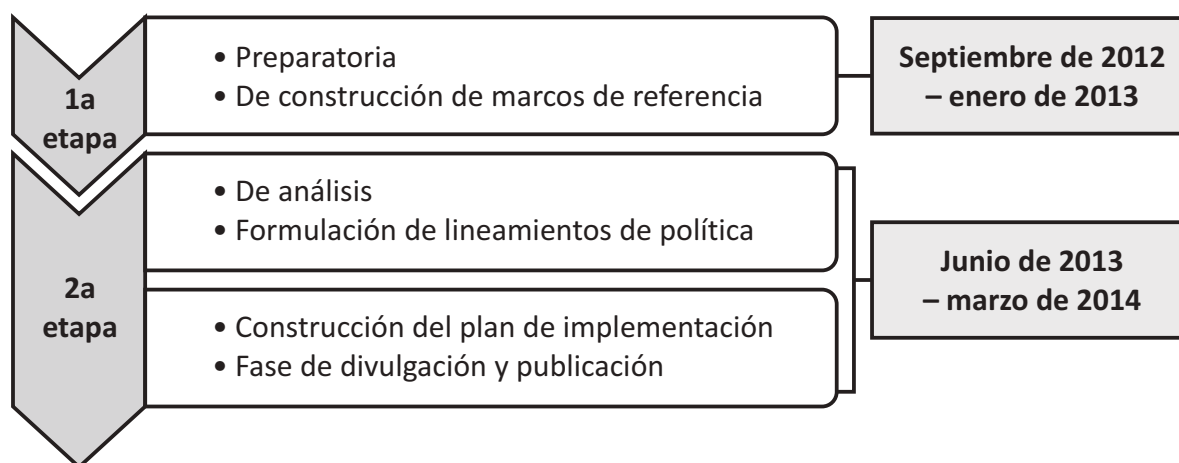 1a
etapa
• Preparatoria
• De construcción de marcos de referencia
Septiembre de 2012
– enero de 2013
2a
etapa
• De análisis
• Formulación de lineamientos de política
• Construcción del plan de implementación
• Fase de divulgación y publicación
Junio de 2013
– marzo de 2014